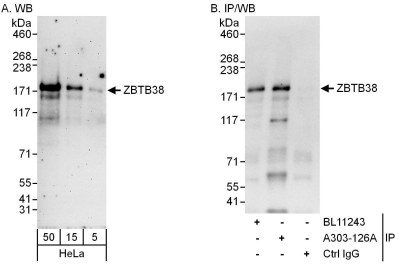 A. WB
kDa
460
268
238
171
117
71
55
41
31
ZBTB38
50 15 5
HeLa
B. IP/WB
kDa
460
268
238
171
117
71
55
41
ZBTB38
+ - - BL11243
- + - A303-126A
- - + Ctrl IgG
IP